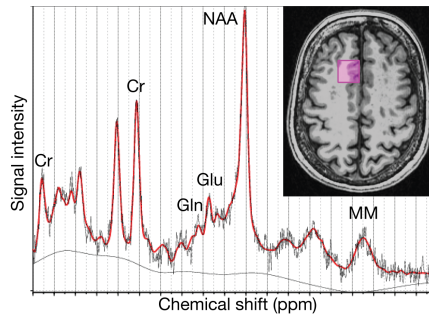 NAA
Cr
Cr
Glu
Gln
MM
Signal intensity
Chemical shift (ppm)